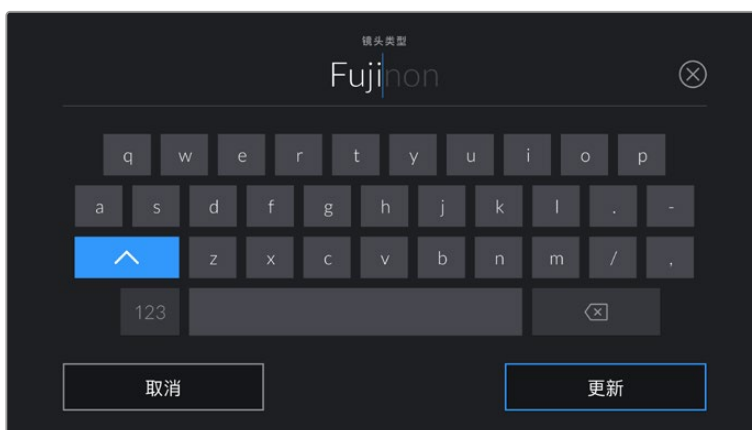 镜头类型
Fujinon
q w e r t y u i o p
a s d f g h j k l . -
z x c v b n m / ,
123
取消 更新